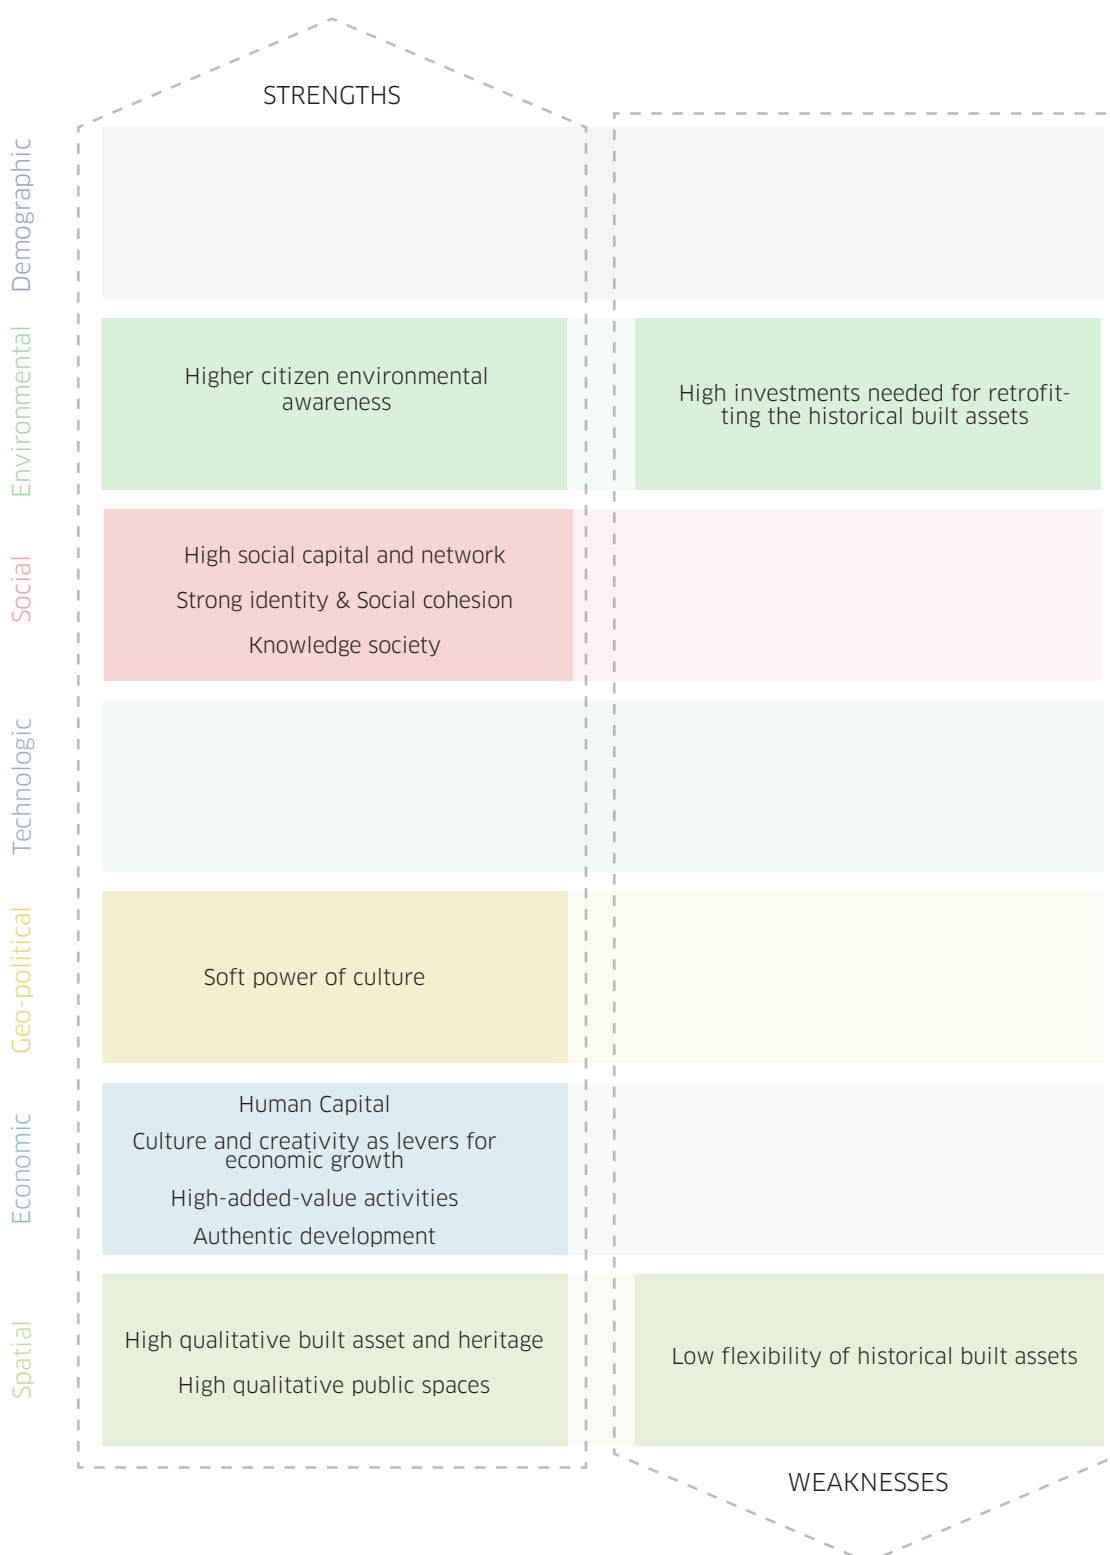 STRENGTHS
Demographic
Environmental
Higher citizen environmental
awareness
High investments needed for retrofit-
ting the historical built assets
Social
High social capital and network
Strong identity & Social cohesion
Knowledge society
Technologic
Geo-political
Soft power of culture
Economic
Human Capital
Culture and creativity as levers for
economic growth
High-added-value activities
Authentic development
Spatial
High qualitative built asset and heritage
High qualitative public spaces
Low flexibility of historical built assets
WEAKNESSES